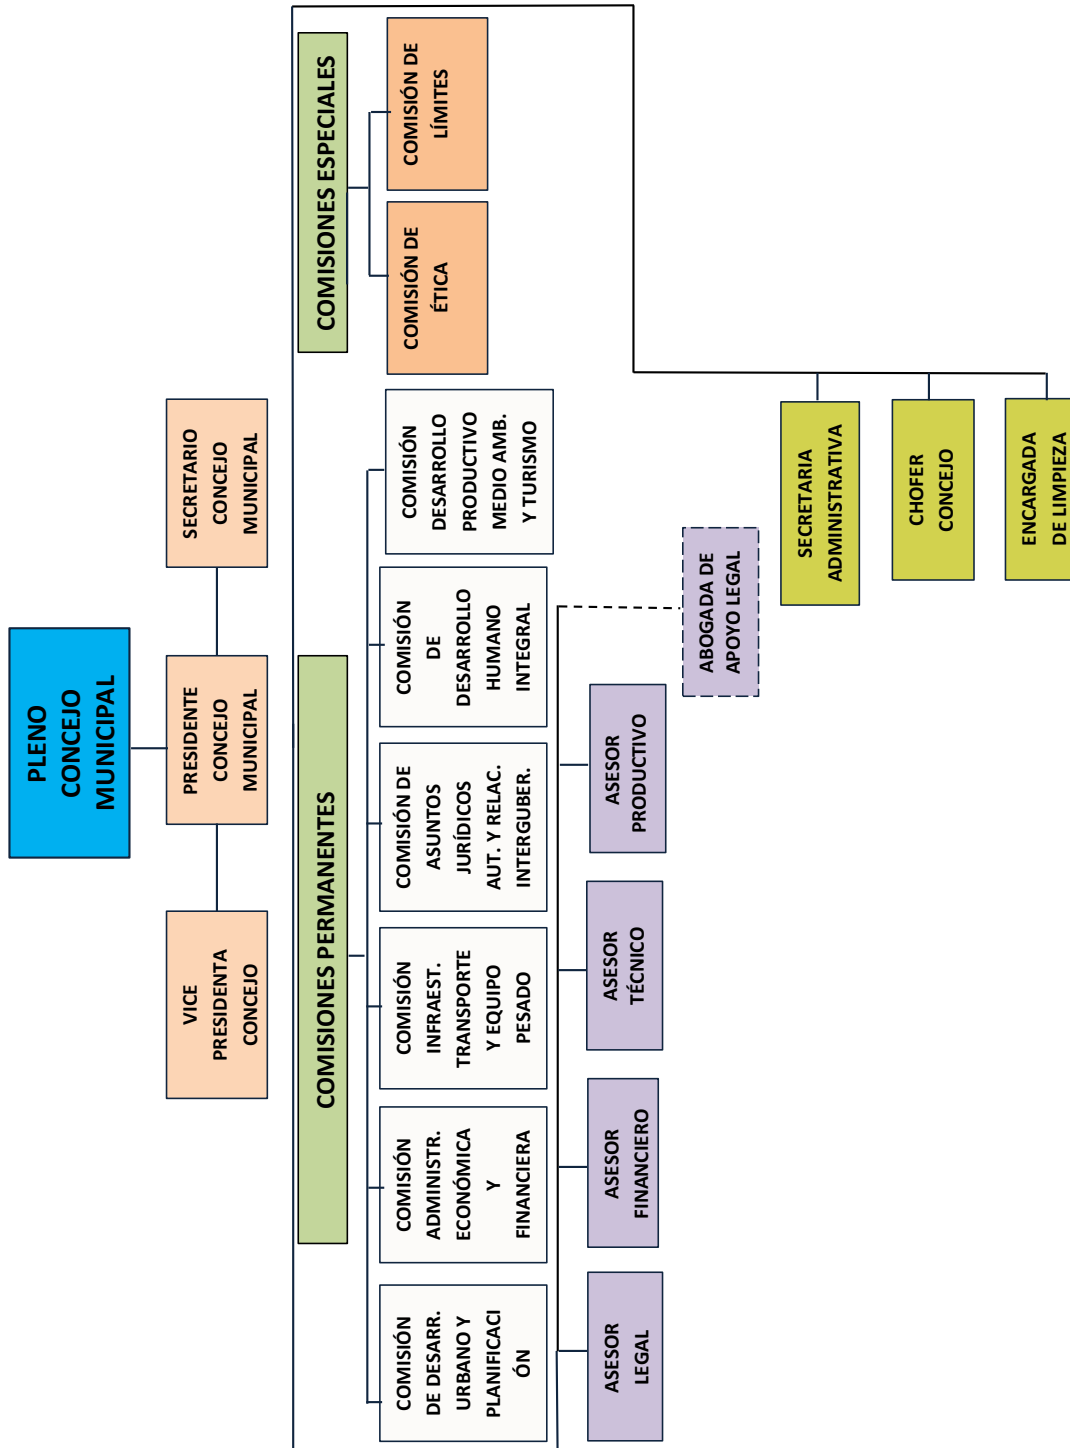 PLENO
CONCEJO
MUNICIPAL
VICE
PRESIDENTA
CONCEJO
PRESIDENTE
CONCEJO
MUNICIPAL
SECRETARIO
CONCEJO
MUNICIPAL
COMISIONES PERMANENTES
COMISIONES ESPECIALES
COMISIÓN
DE DESARR.
URBANO Y
PLANIFICACI
ÓN
COMISIÓN
ADMINISTR.
ECONÓMICA
Y
FINANCIERA
COMISIÓN
INFRAEST.
TRANSPORTE
Y EQUIPO
PESADO
COMISIÓN DE
ASUNTOS
JURÍDICOS
AUT. Y RELAC.
INTERGUBER.
COMISIÓN
DE
DESARROLLO
HUMANO
INTEGRAL
COMISIÓN
DESARROLLO
PRODUCTIVO
MEDIO AMB.
Y TURISMO
COMISIÓN DE
ÉTICA
COMISIÓN DE
LÍMITES
ASESOR
LEGAL
ASESOR
FINANCIERO
ASESOR
TÉCNICO
ASESOR
PRODUCTIVO
ABOGADA DE
APOYO LEGAL
SECRETARIA
ADMINISTRATIVA
CHOFER
CONCEJO
ENCARGADA
DE LIMPIEZA